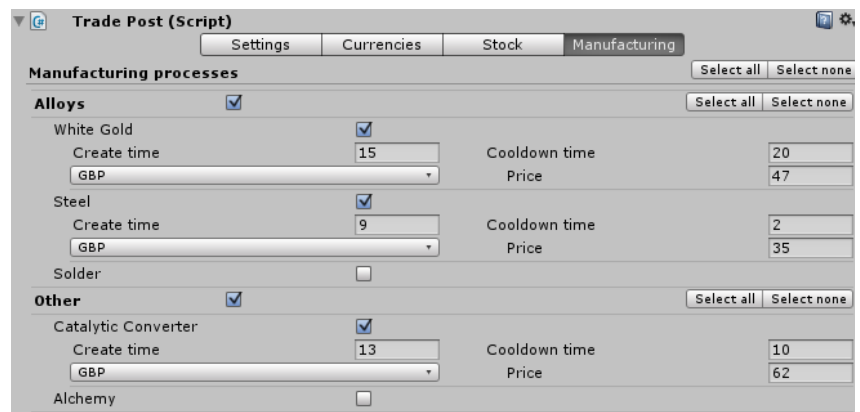 Trade Post (Script)
Settings Currencies Stock Manufacturing
Manufacturing processes Select all Select none
Alloys Select all Select none
White Gold
Create time 15 Cooldown time 20
GBP Price 47
Steel
Create time 9 Cooldown time 2
GBP Price 35
Solder
Other Select all Select none
Catalytic Converter
Create time 13 Cooldown time 10
GBP Price 62
Alchemy